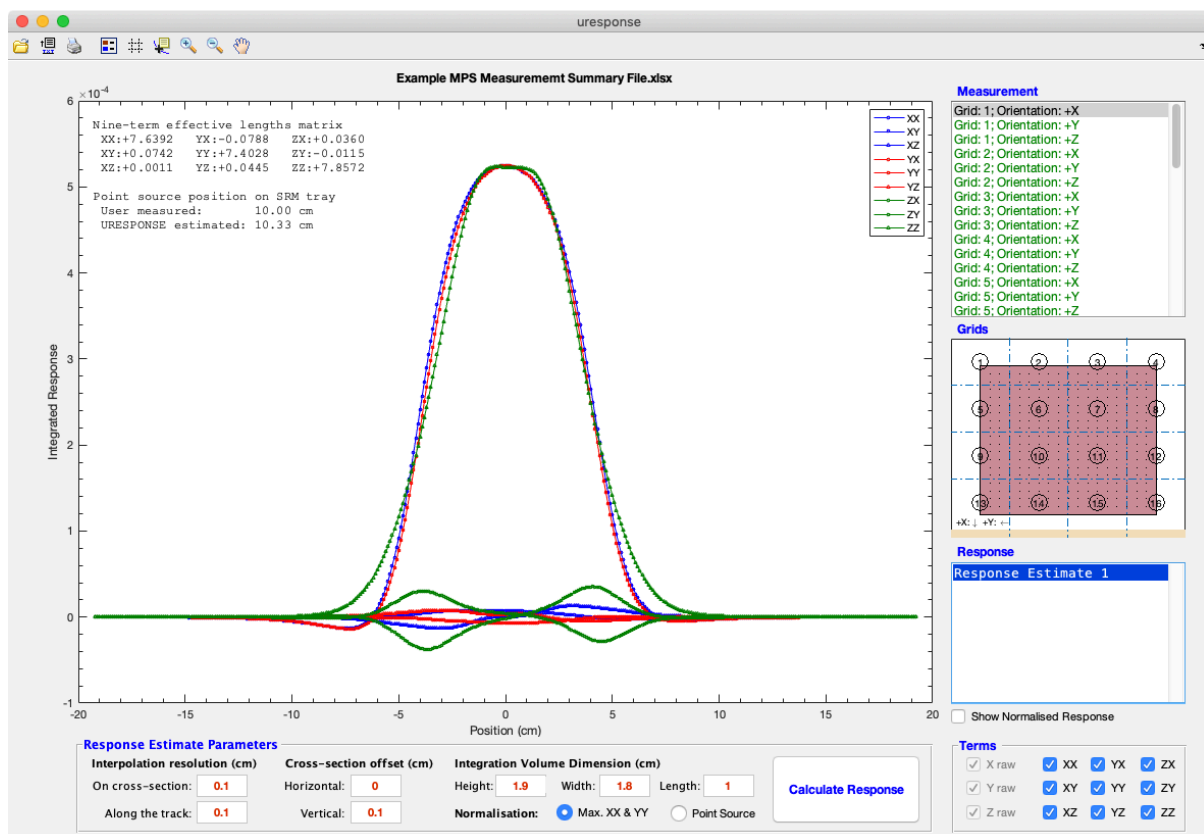 uresponse
Example MPS Measurememt Summary File.xlsx
×10⁻⁴
6
5
4
3
2
1
0
-1
-20
-15
-10
-5
0
5
10
15
20
Integrated Response
Position (cm)
Nine-term effective lengths matrix
XX:+7.6392 YX:-0.0788 ZX:+0.0360
XY:+0.0742 YY:+7.4028 ZY:-0.0115
XZ:+0.0011 YZ:+0.0445 ZZ:+7.8572
Point source position on SRM tray
User measured: 10.00 cm
URESPONSE estimated: 10.33 cm
XX
XY
XZ
YX
YY
YZ
ZX
ZY
ZZ
Measurement
Grid: 1; Orientation: +X
Grid: 1; Orientation: +Y
Grid: 1; Orientation: +Z
Grid: 2; Orientation: +X
Grid: 2; Orientation: +Y
Grid: 2; Orientation: +Z
Grid: 3; Orientation: +X
Grid: 3; Orientation: +Y
Grid: 3; Orientation: +Z
Grid: 4; Orientation: +X
Grid: 4; Orientation: +Y
Grid: 4; Orientation: +Z
Grid: 5; Orientation: +X
Grid: 5; Orientation: +Y
Grid: 5; Orientation: +Z
Grids
1 2 3 4
5 6 7 8
9 10 11 12
13 14 15 16
+X: ↓ +Y: ←
Response
Response Estimate 1
Show Normalised Response
Response Estimate Parameters
Interpolation resolution (cm) Cross-section offset (cm) Integration Volume Dimension (cm)
On cross-section: 0.1 Horizontal: 0 Height: 1.9 Width: 1.8 Length: 1
Along the track: 0.1 Vertical: 0.1 Normalisation: Max. XX & YY Point Source
Calculate Response
Terms
X raw XX YX ZX
Y raw XY YY ZY
Z raw XZ YZ ZZ